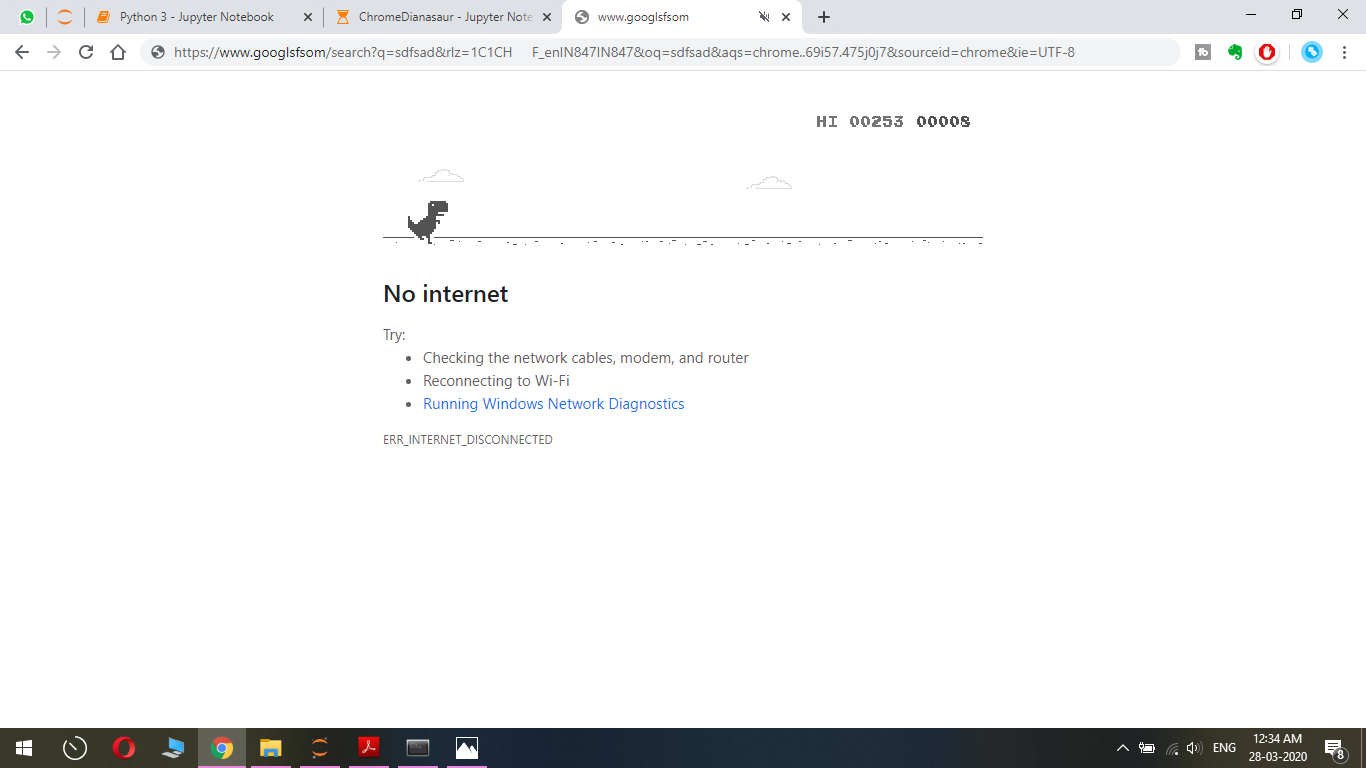 Python 3 - Jupyter Notebook
ChromeDianasaur - Jupyter Note
www.googlsfsom
https://www.googlsfsom/search?q=sdfsad&rlz=1C1CH F_enIN847IN847&oq=sdfsad&aqs=chrome..69i57.475j0j7&sourceid=chrome&ie=UTF-8
HI 00253 00008
No internet
Try:
• Checking the network cables, modem, and router
• Reconnecting to Wi-Fi
• Running Windows Network Diagnostics
ERR_INTERNET_DISCONNECTED
ENG
12:34 AM
28-03-2020
8